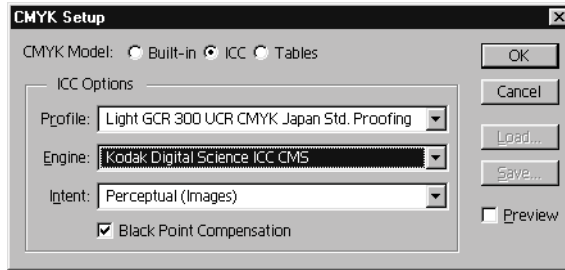 CMYK Setup
CMYK Model: Built-in ICC Tables
OK
ICC Options
Cancel
Profile: Light GCR 300 UCR CMYK Japan Std. Proofing
Load...
Engine: Kodak Digital Science ICC CMS
Save...
Intent: Perceptual (Images)
Preview
Black Point Compensation